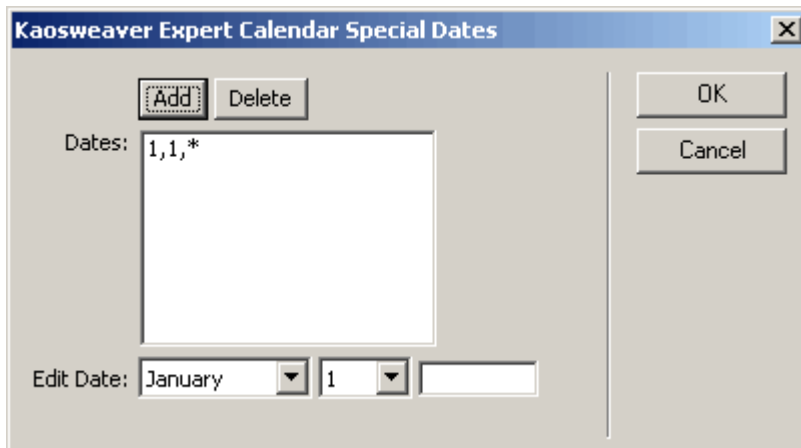 Kaosweaver Expert Calendar Special Dates
Add Delete
OK
Dates: 1,1,*
Cancel
Edit Date: January 1